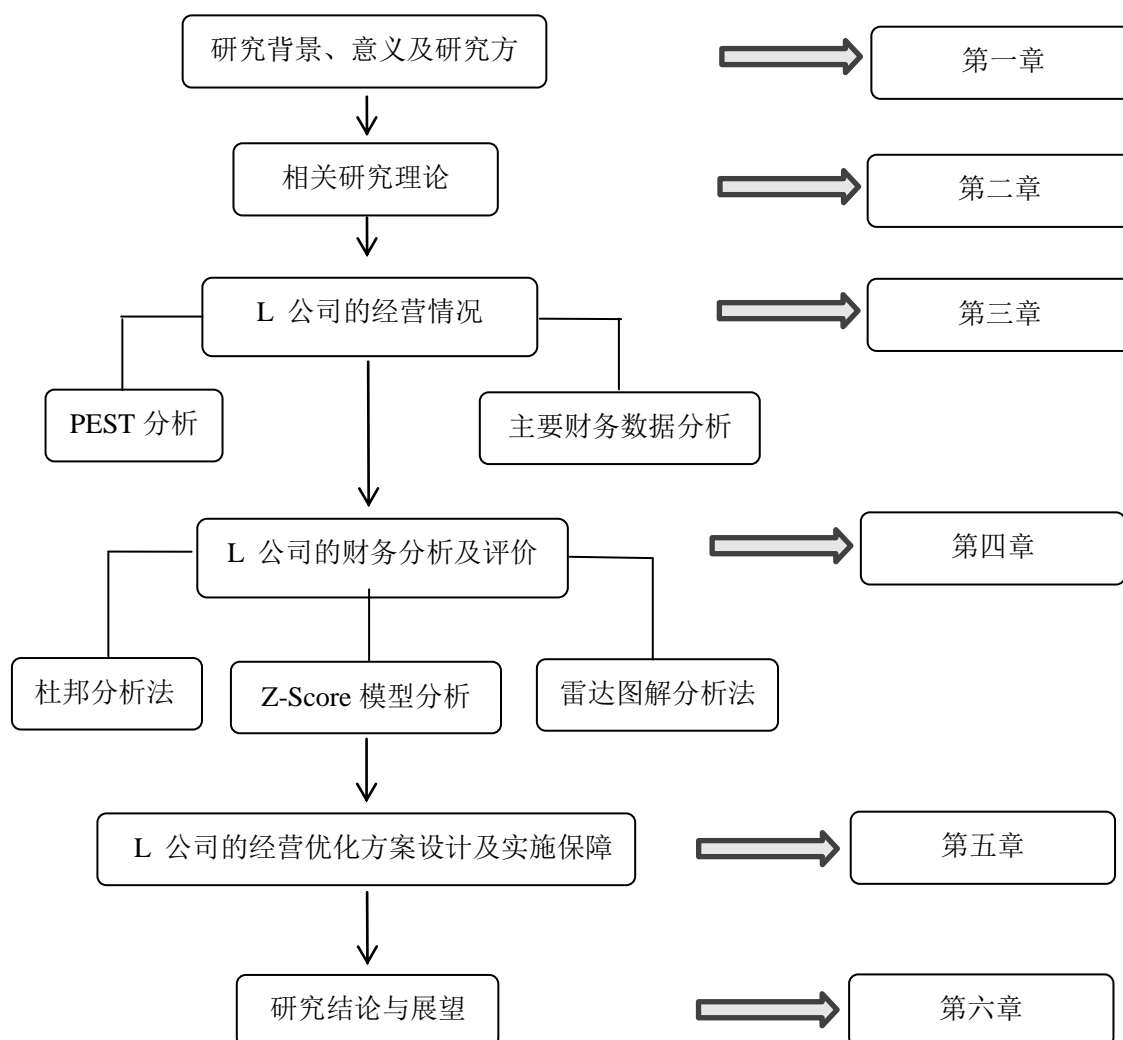 研究背景、意义及研究方
第一章
相关研究理论
第二章
L 公司的经营情况
第三章
PEST 分析
主要财务数据分析
L 公司的财务分析及评价
第四章
杜邦分析法
Z-Score 模型分析
雷达图解分析法
L 公司的经营优化方案设计及实施保障
第五章
研究结论与展望
第六章